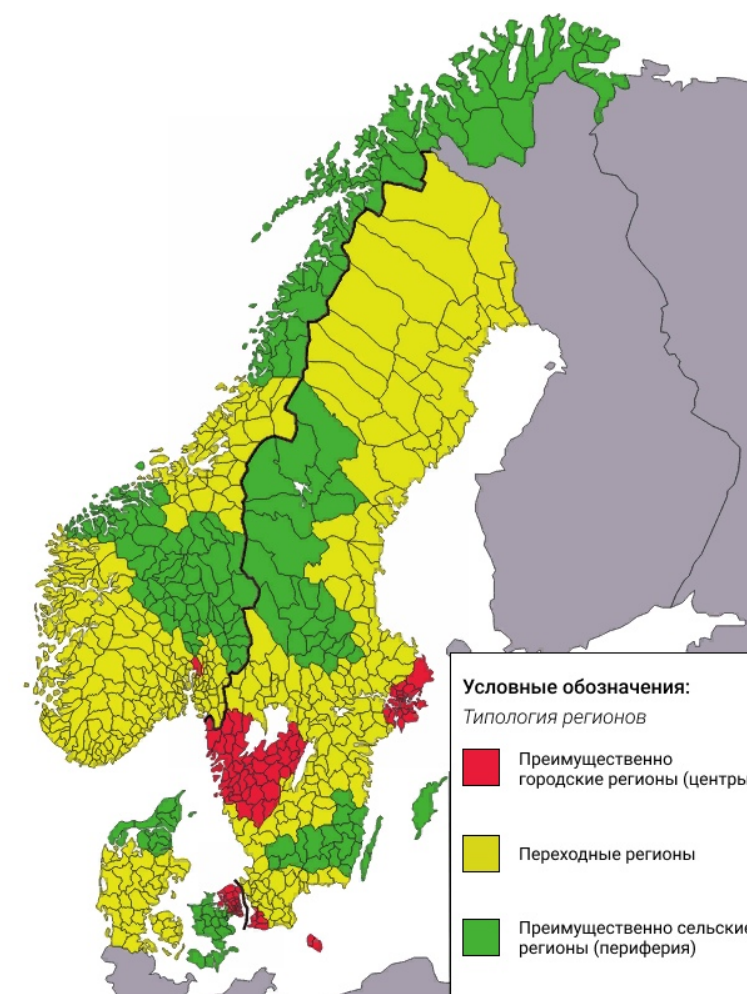 Условные обозначения:
Типология регионов
Преимущественно
городские регионы (центры
Переходные регионы
Преимущественно сельские
регионы (периферия)